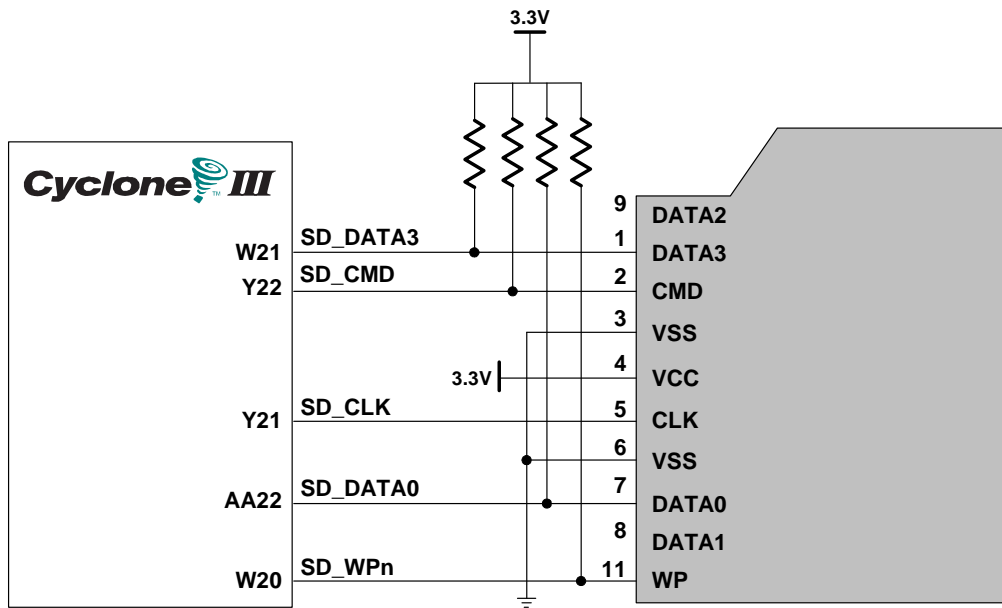 3.3V
Cyclone III
TM
9 DATA2
W21 SD_DATA3 1 DATA3
Y22 SD_CMD 2 CMD
3 VSS
3.3V 4 VCC
Y21 SD_CLK 5 CLK
6 VSS
AA22 SD_DATA0 7 DATA0
8 DATA1
W20 SD_WPn 11 WP